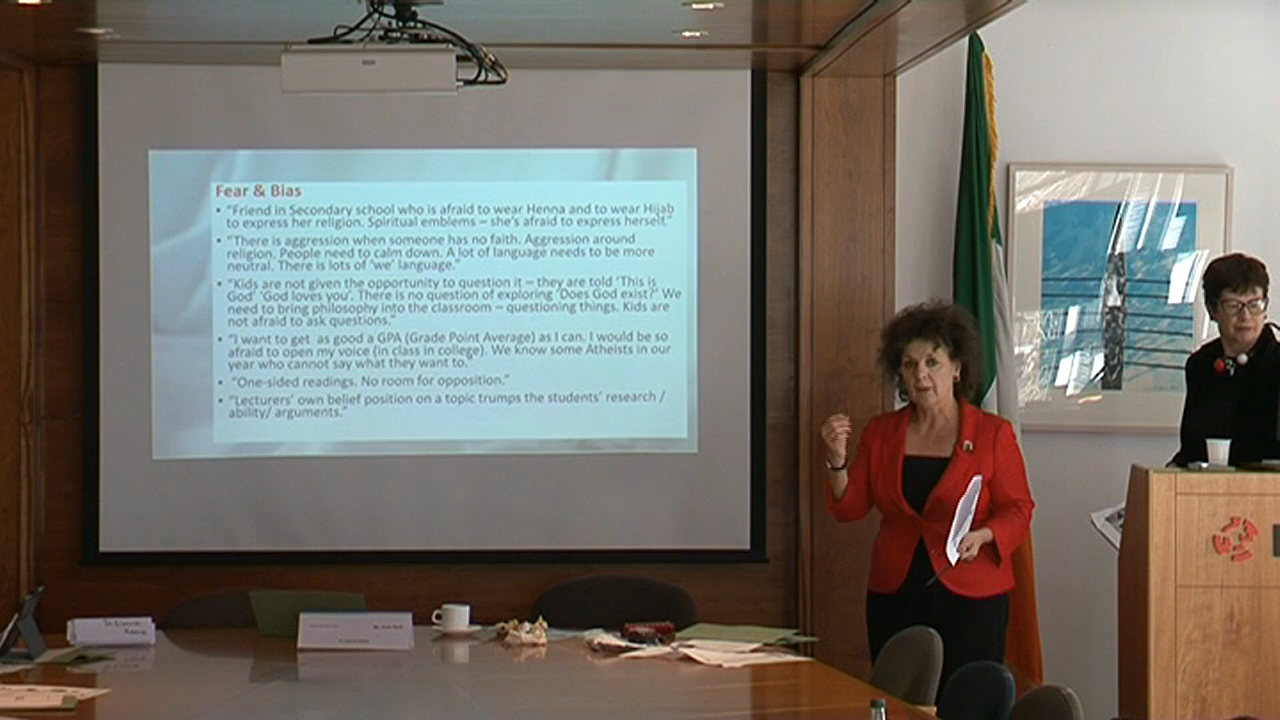 Fear & Bias
▪ "Friend in Secondary school who is afraid to wear Henna and to wear Hijab
to express her religion. Spiritual emblems – she's afraid to express herself."
▪ "There is aggression when someone has no faith. Aggression around
religion. People need to calm down. A lot of language needs to be more
neutral. There is lots of 'we' language."
▪ "Kids are not given the opportunity to question it – they are told 'This is
God' 'God loves you'. There is no question of exploring 'Does God exist?' We
need to bring philosophy into the classroom – questioning things. Kids are
not afraid to ask questions."
▪ "I want to get as good a GPA (Grade Point Average) as I can. I would be so
afraid to open my voice (in class in college). We know some Atheists in our
year who cannot say what they want to."
▪ "One-sided readings. No room for opposition."
▪ "Lecturers' own belief position on a topic trumps the students' research /
ability/ arguments."